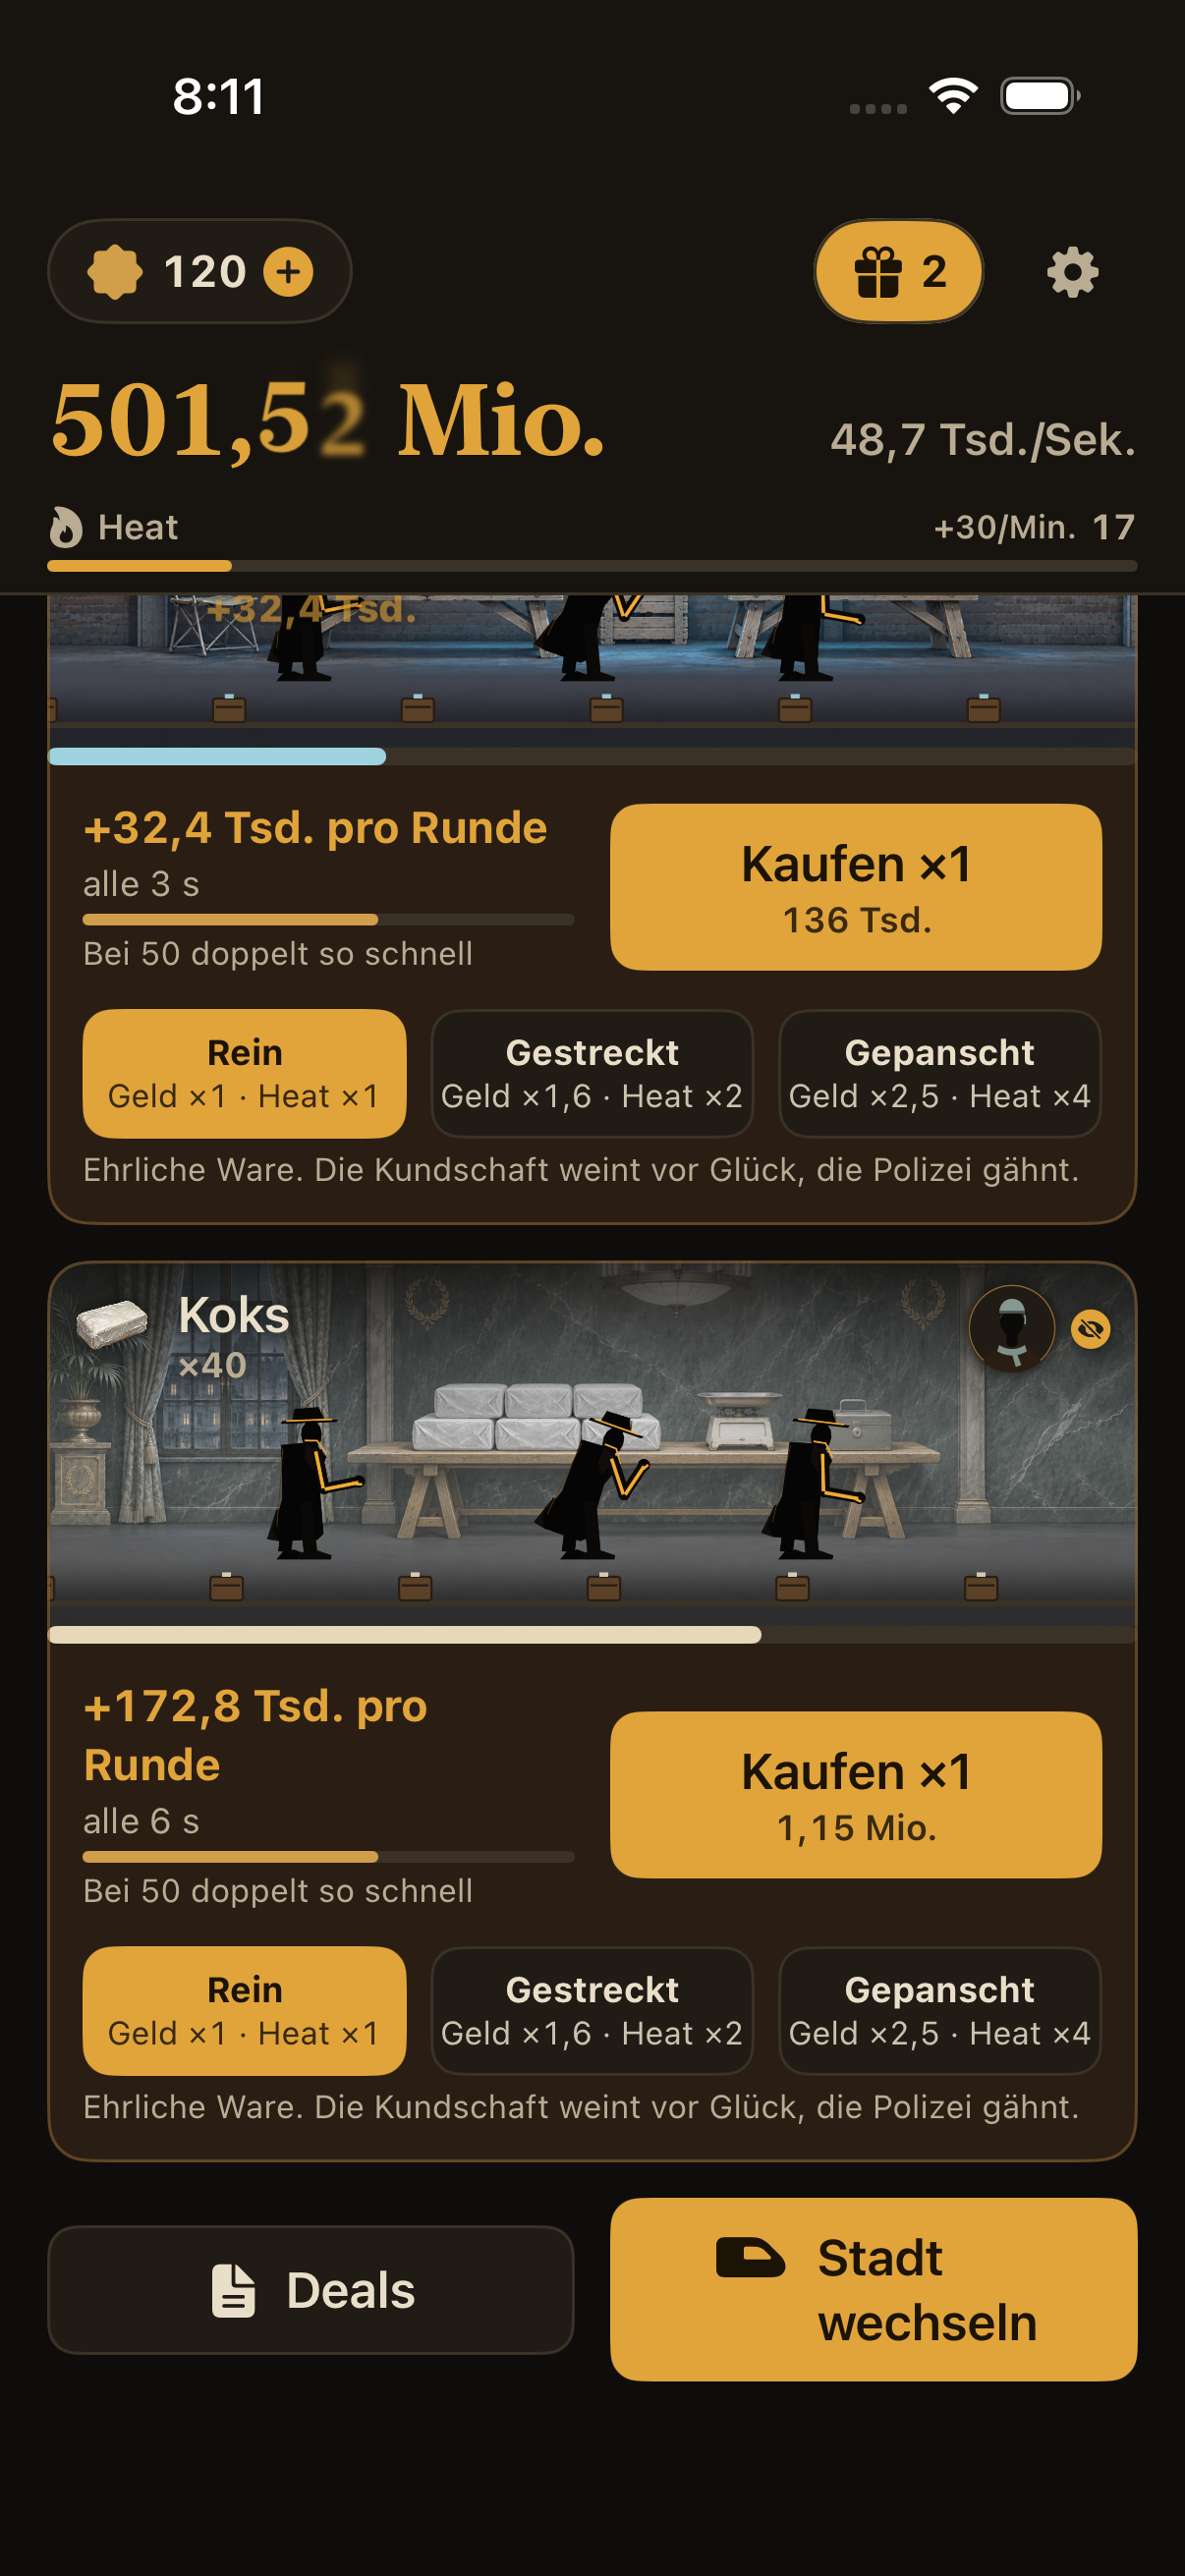 8:11
120
2
501,52 Mio.
48,7 Tsd./Sek.
Heat
+30/Min. 17
+32,4 Tsd.
+32,4 Tsd. pro Runde
alle 3 s
Bei 50 doppelt so schnell
Kaufen ×1
136 Tsd.
Rein
Geld ×1 · Heat ×1
Gestreckt
Geld ×1,6 · Heat ×2
Gepanscht
Geld ×2,5 · Heat ×4
Ehrliche Ware. Die Kundschaft weint vor Glück, die Polizei gähnt.
Koks
×40
+172,8 Tsd. pro
Runde
alle 6 s
Bei 50 doppelt so schnell
Kaufen ×1
1,15 Mio.
Rein
Geld ×1 · Heat ×1
Gestreckt
Geld ×1,6 · Heat ×2
Gepanscht
Geld ×2,5 · Heat ×4
Ehrliche Ware. Die Kundschaft weint vor Glück, die Polizei gähnt.
Deals
Stadt
wechseln